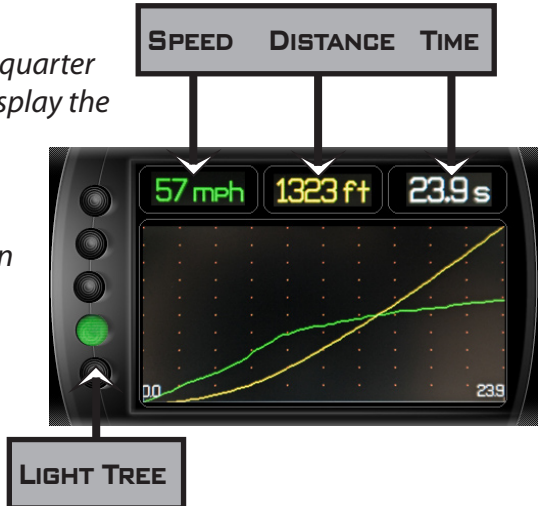 SPEED DISTANCE TIME
quarter
splay the
n
57 mph 1323 ft 23.9 s
0.0 23.9
LIGHT TREE